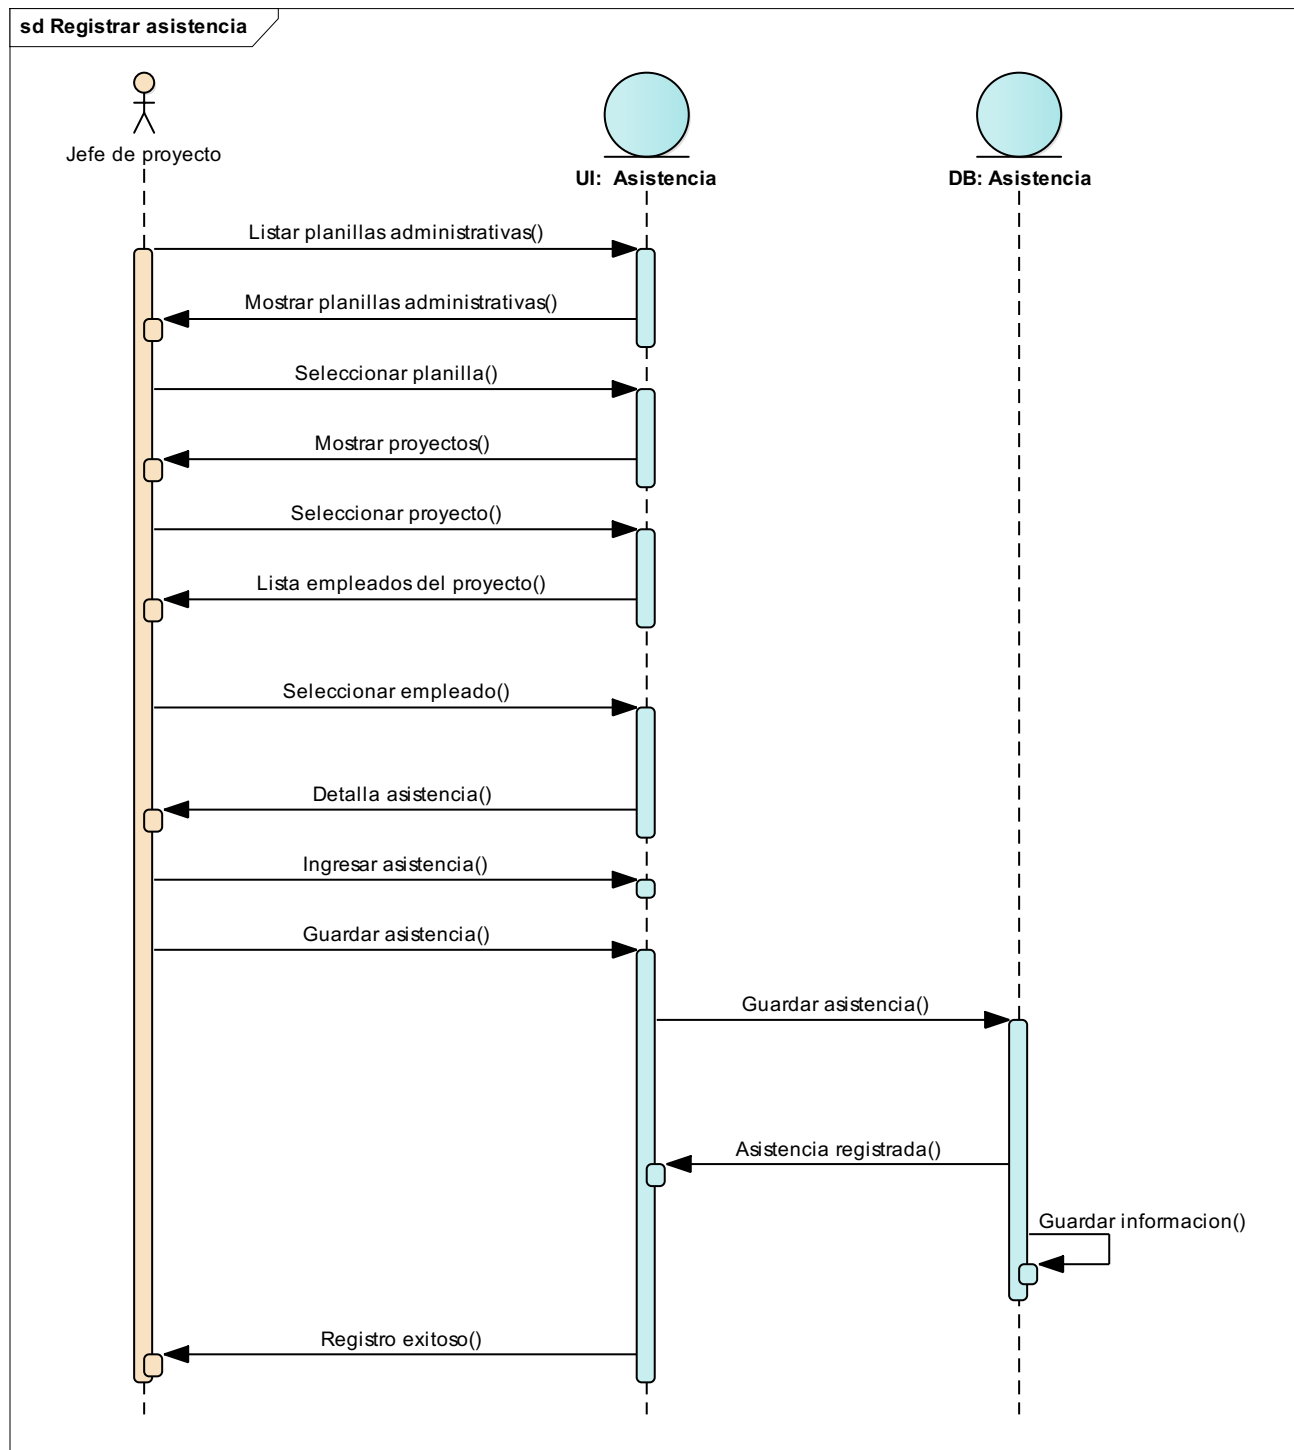 sd Registrar asistencia
Jefe de proyecto
UI:  Asistencia
DB: Asistencia
Listar planillas administrativas()
Mostrar planillas administrativas()
Seleccionar planilla()
Mostrar proyectos()
Seleccionar proyecto()
Lista empleados del proyecto()
Seleccionar empleado()
Detalla asistencia()
Ingresar asistencia()
Guardar asistencia()
Guardar asistencia()
Asistencia registrada()
Guardar informacion()
Registro exitoso()